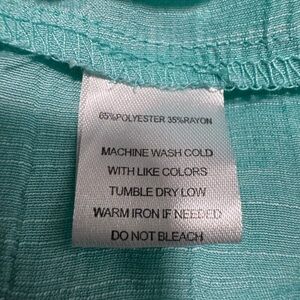 65%POLYESTER 35%RAYON
MACHINE WASH COLD
WITH LIKE COLORS
TUMBLE DRY LOW
WARM IRON IF NEEDED
DO NOT BLEACH